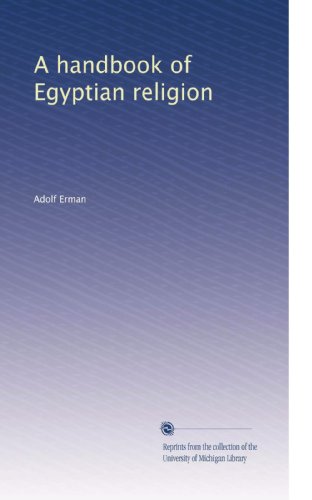 A handbook of
Egyptian religion
Adolf Erman
Reprints from the collection of the
University of Michigan Library